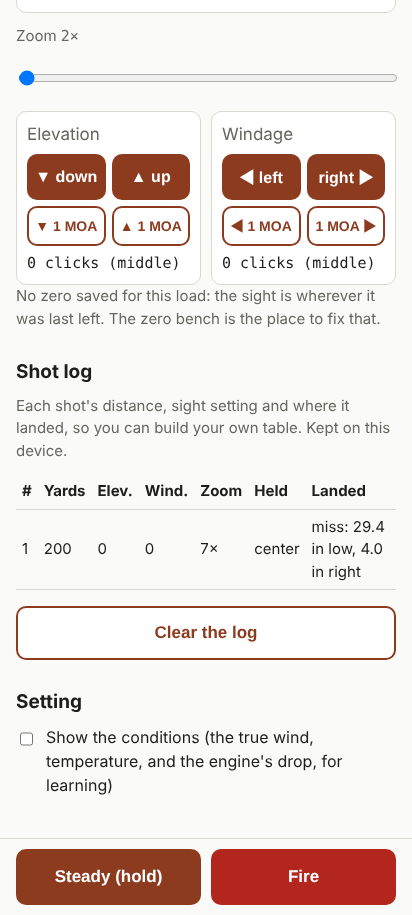 Zoom 2×
Elevation
▼ down ▲ up
▼ 1 MOA ▲ 1 MOA
0 clicks (middle)
Windage
◀ left right ▶
◀ 1 MOA 1 MOA ▶
0 clicks (middle)
No zero saved for this load: the sight is wherever it
was last left. The zero bench is the place to fix that.
Shot log
Each shot's distance, sight setting and where it
landed, so you can build your own table. Kept on this
device.
# Yards Elev. Wind. Zoom Held Landed
1 200 0 0 7× center miss: 29.4
in low, 4.0
in right
Clear the log
Setting
Show the conditions (the true wind,
temperature, and the engine's drop, for
learning)
Steady (hold) Fire